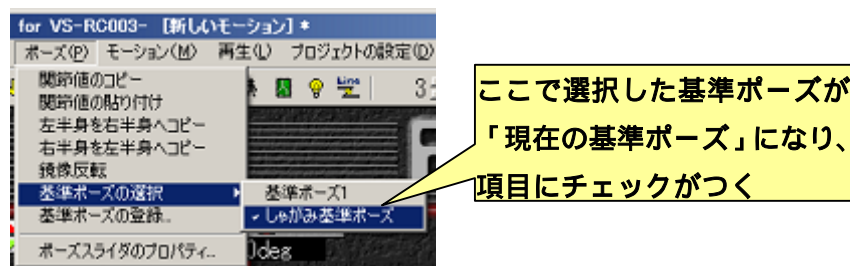 for VS-RC003- [新しいモーション] *
ポーズ(P) モーション(M) 再生(L) プロジェクトの設定(O)
関節値のコピー
関節値の貼り付け
左半身を右半身へコピー
右半身を左半身へコピー
鏡像反転
基準ポーズの選択
基準ポーズの登録..
ポーズスライダのプロパティ..
Line
基準ポーズ1
しゃがみ基準ポーズ
0deg
ここで選択した基準ポーズが
「現在の基準ポーズ」になり、
項目にチェックがつく